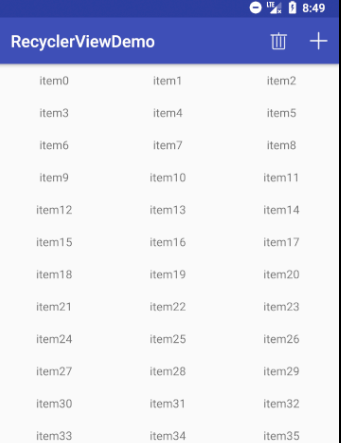 LTE 8:49
RecyclerViewDemo
item0 item1 item2
item3 item4 item5
item6 item7 item8
item9 item10 item11
item12 item13 item14
item15 item16 item17
item18 item19 item20
item21 item22 item23
item24 item25 item26
item27 item28 item29
item30 item31 item32
item33 item34 item35